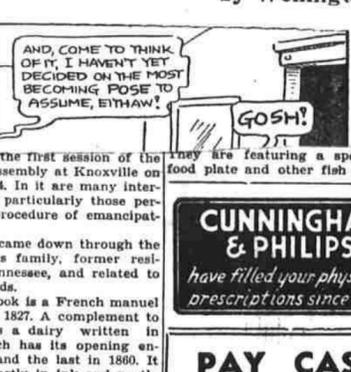 AND, COME TO THINK
OF IT, I HAVEN'T YET
DECIDED ON THE MOST
BECOMING POSE TO
ASSUME, EITHAW!
GOSH!
the first session of the
ssembly at Knoxville on
In it are many inter-
particularly those per-
rocedure of emancipat-
came down through the
s family, former resi-
nnessee, and related to
ds.
ook is a French manuel
1827. A complement to
s a dairy written in
ch has its opening en-
and the last in 1860. It
They are featuring a spe
food plate and other fish
CUNNINGHA
& PHILIPS
have filled your phys
prescriptions since
PAY CAS